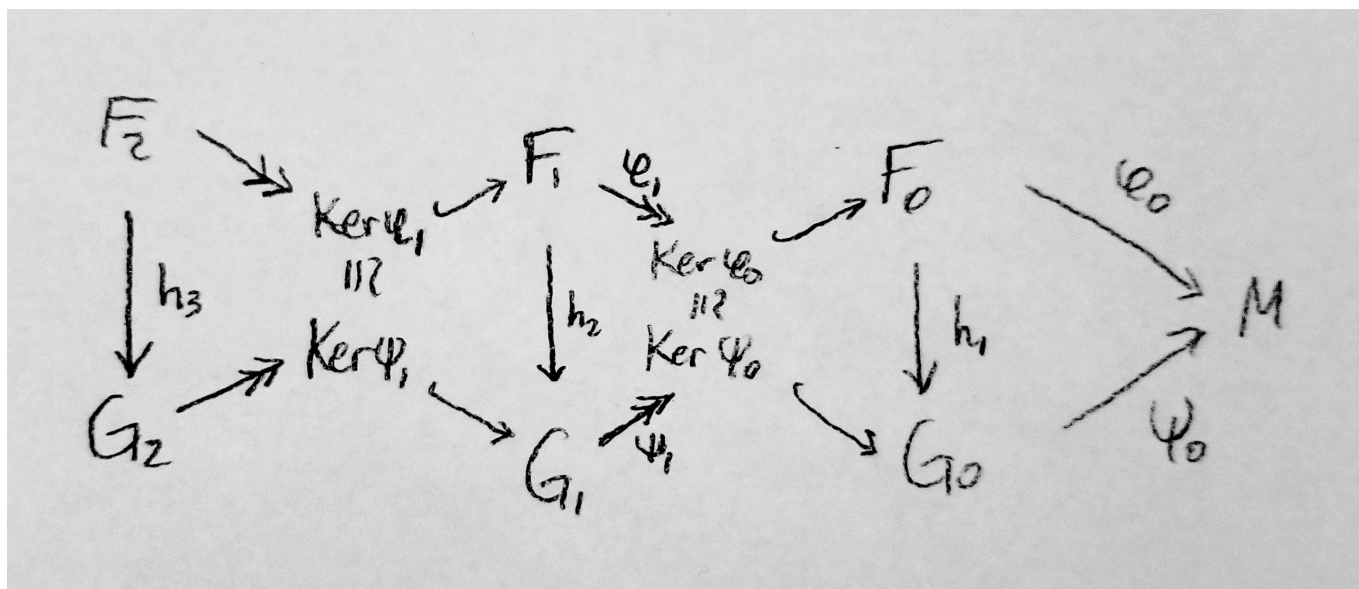 F₂ F₁ φ₁ F₀ φ₀
Ker φ₁ Ker φ₀
h₃ ≅ h₂ ≅ h₁ M
Ker ψ₁ Ker ψ₀
G₂ G₁ ψ₁ G₀ ψ₀